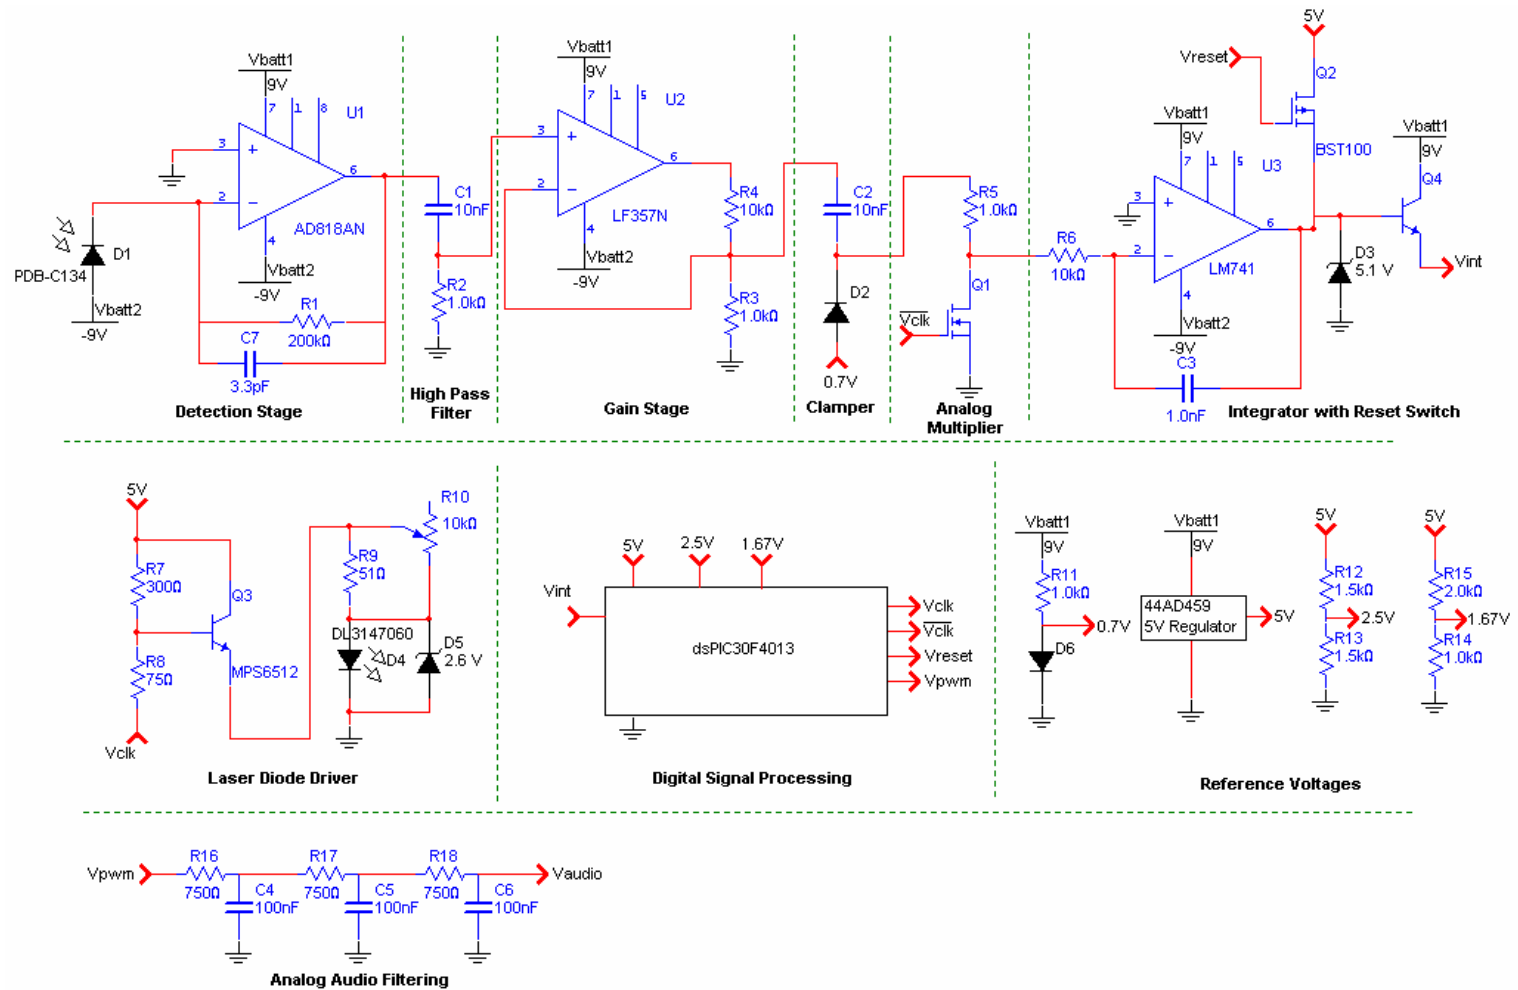 Vbatt1
9V
7
1
8
U1
3
+
6
2
−
AD818AN
4
Vbatt2
-9V
D1
PDB-C134
Vbatt2
-9V
R1
200kΩ
C7
3.3pF
Detection Stage
C1
10nF
R2
1.0kΩ
High Pass
Filter
Vbatt1
9V
7
1
5
U2
3
+
6
2
−
LF357N
4
Vbatt2
-9V
R4
10kΩ
R3
1.0kΩ
Gain Stage
C2
10nF
D2
0.7V
Clamper
R5
1.0kΩ
Q1
Vclk
Analog
Multiplier
5V
Vreset
Q2
BST100
Vbatt1
9V
7
1
5
U3
3
+
6
2
−
LM741
4
Vbatt2
-9V
R6
10kΩ
C3
1.0nF
Vbatt1
9V
Q4
D3
5.1 V
Vint
Integrator with Reset Switch
5V
R7
300Ω
Q3
R8
75Ω
MPS6512
Vclk
R10
10kΩ
R9
51Ω
DL3147060
D4
D5
2.6 V
Laser Diode Driver
5V
2.5V
1.67V
Vint
dsPIC30F4013
Vclk
Vclk
Vreset
Vpwm
Digital Signal Processing
Vbatt1
9V
R11
1.0kΩ
0.7V
D6
Vbatt1
9V
44AD459
5V Regulator
5V
5V
R12
1.5kΩ
2.5V
R13
1.5kΩ
5V
R15
2.0kΩ
1.67V
R14
1.0kΩ
Reference Voltages
Vpwm
R16
750Ω
C4
100nF
R17
750Ω
C5
100nF
R18
750Ω
C6
100nF
Vaudio
Analog Audio Filtering